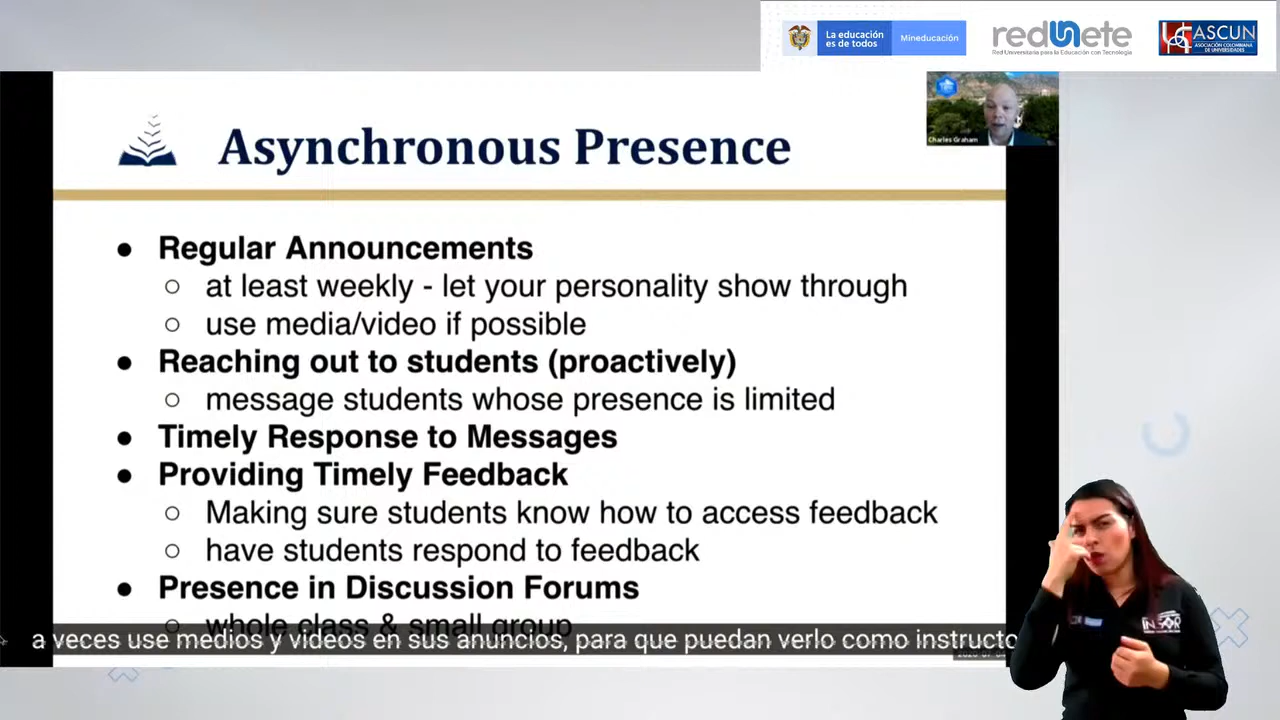 La educación
es de todos
Mineducación
redunete
Red Universitaria para la Educación con Tecnología
ASCUN
ASOCIACIÓN COLOMBIANA
DE UNIVERSIDADES
Charles Graham
Asynchronous Presence
● Regular Announcements
○ at least weekly - let your personality show through
○ use media/video if possible
● Reaching out to students (proactively)
○ message students whose presence is limited
● Timely Response to Messages
● Providing Timely Feedback
○ Making sure students know how to access feedback
○ have students respond to feedback
● Presence in Discussion Forums
○ whole class & small group
a veces use medios y videos en sus anuncios, para que puedan verlo como instructo
INSOR